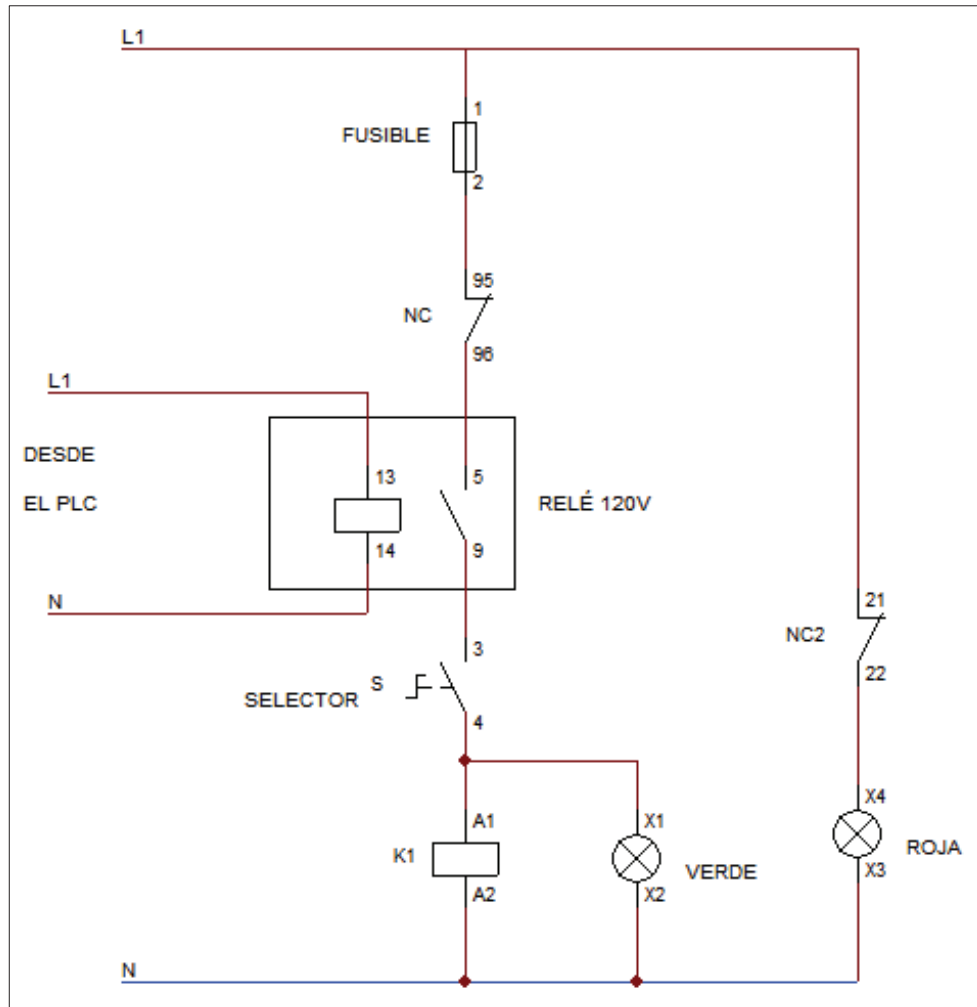 L1
1
FUSIBLE
2
95
NC
96
L1
DESDE
13
5
EL PLC
RELÉ 120V
14
9
N
21
NC2
3
22
S
SELECTOR
4
X4
A1
X1
ROJA
K1
VERDE
X3
A2
X2
N